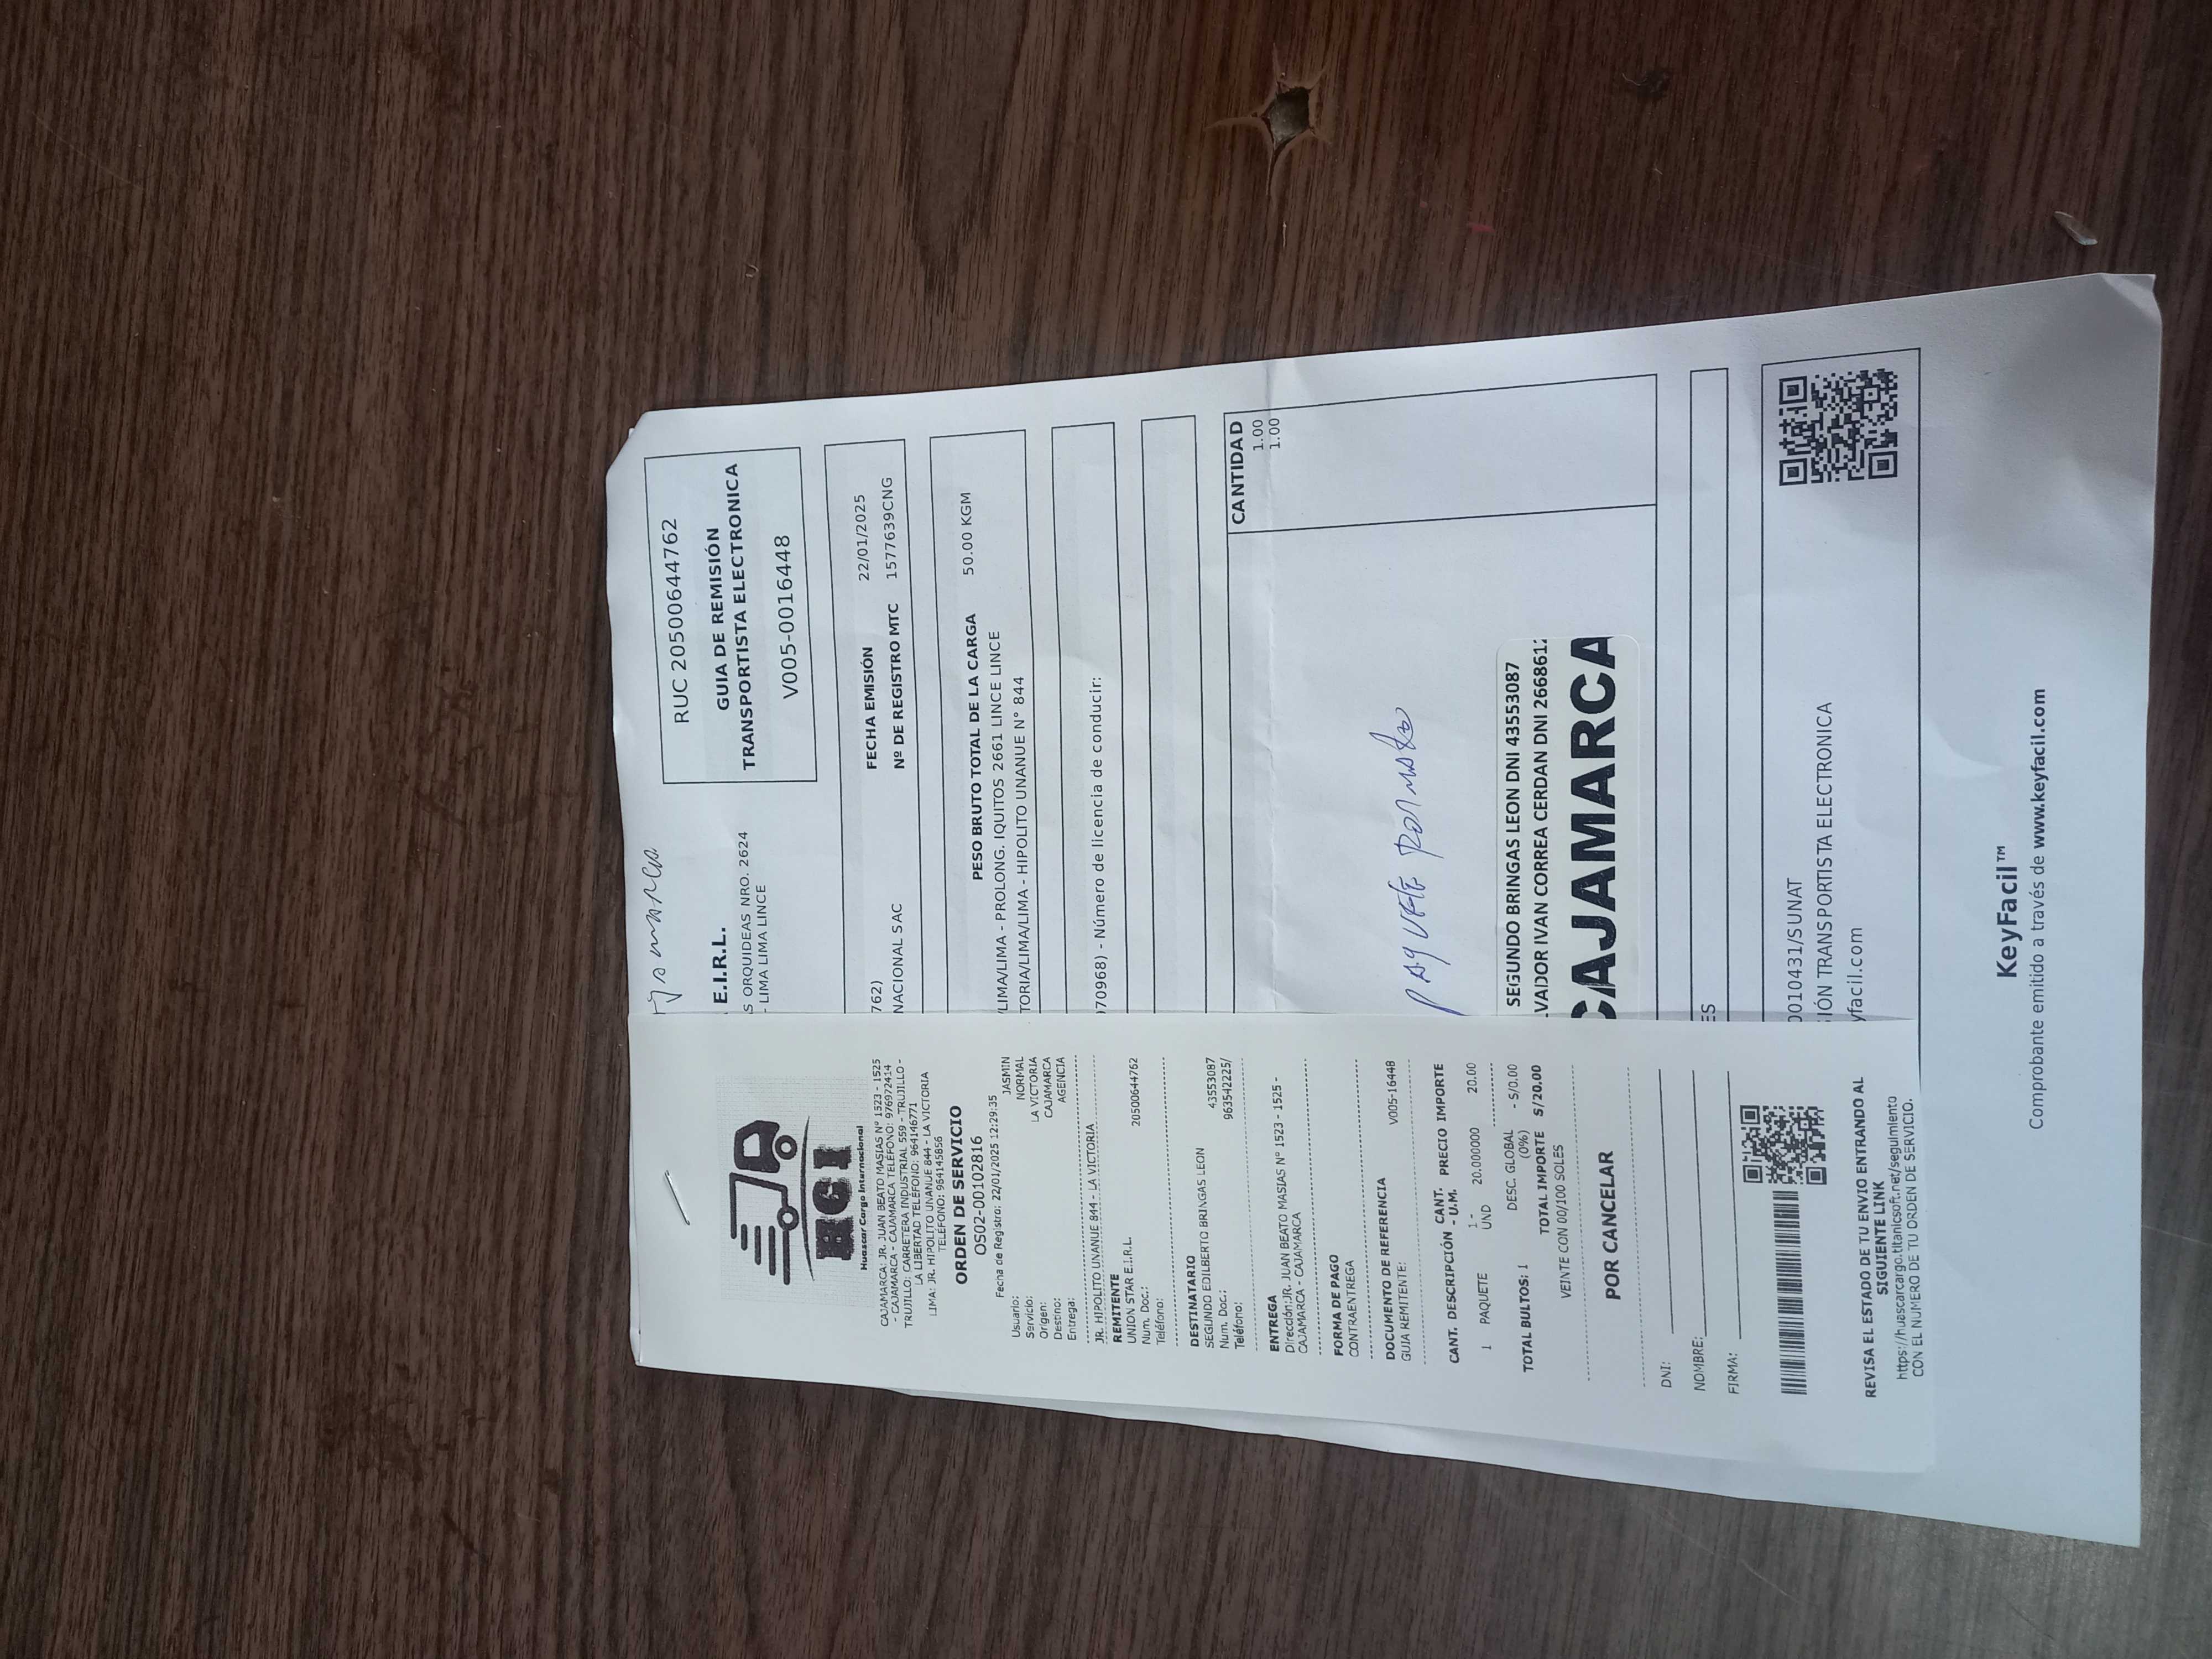 HCI
Huascar Cargo Internacional
CAJAMARCA: JR. JUAN BEATO MASIAS N° 1523 - 1525
- CAJAMARCA - CAJAMARCA TELÉFONO: 976972414
TRUJILLO: CARRETERA INDUSTRIAL 559 - TRUJILLO -
LA LIBERTAD TELÉFONO: 964146771
LIMA: JR. HIPOLITO UNANUE 844 - LA VICTORIA
TELÉFONO: 964145856
ORDEN DE SERVICIO
OS02-00102816
Fecha de Registro: 22/01/2025 12:29:35
Usuario: JASMIN
Servicio: NORMAL
Origen: LA VICTORIA
Destino: CAJAMARCA
Entrega: AGENCIA
JR. HIPOLITO UNANUE 844 - LA VICTORIA
REMITENTE
UNION STAR E.I.R.L.
Num. Doc.: 20500644762
Teléfono:
DESTINATARIO
SEGUNDO EDILBERTO BRINGAS LEON
Num. Doc.: 43553087
Teléfono: 963542225/
ENTREGA
Dirección: JR. JUAN BEATO MASIAS N° 1523 - 1525 -
CAJAMARCA - CAJAMARCA
FORMA DE PAGO
CONTRAENTREGA
DOCUMENTO DE REFERENCIA
GUIA REMITENTE: V005-16448
CANT. DESCRIPCIÓN CANT. - U.M. PRECIO IMPORTE
1 PAQUETE 1 - UND 20.000000 20.00
TOTAL BULTOS: 1
DESC. GLOBAL (0%) - S/0.00
TOTAL IMPORTE S/20.00
VEINTE CON 00/100 SOLES
POR CANCELAR
DNI:
NOMBRE:
FIRMA:
REVISA EL ESTADO DE TU ENVIO ENTRANDO AL
SIGUIENTE LINK
https://huascarcargo.titanicsoft.net/seguimiento
CON EL NÚMERO DE TU ORDEN DE SERVICIO.
E.I.R.L.
S ORQUIDEAS NRO. 2624
- LIMA LIMA LINCE
RUC 20500644762
GUIA DE REMISIÓN
TRANSPORTISTA ELECTRONICA
V005-0016448
762) FECHA EMISIÓN 22/01/2025
NACIONAL SAC Nº DE REGISTRO MTC 1577639CNG
PESO BRUTO TOTAL DE LA CARGA 50.00 KGM
/LIMA/LIMA - PROLONG. IQUITOS 2661 LINCE LINCE
TORIA/LIMA/LIMA - HIPOLITO UNANUE N° 844
70968) - Número de licencia de conducir:
CANTIDAD
1.00
1.00
PAQUETE
SEGUNDO BRINGAS LEON DNI 43553087
LVADOR IVAN CORREA CERDAN DNI 2668612
CAJAMARCA
ES
0010431/SUNAT
IÓN TRANSPORTISTA ELECTRONICA
yfacil.com
KeyFacil™
Comprobante emitido a través de www.keyfacil.com